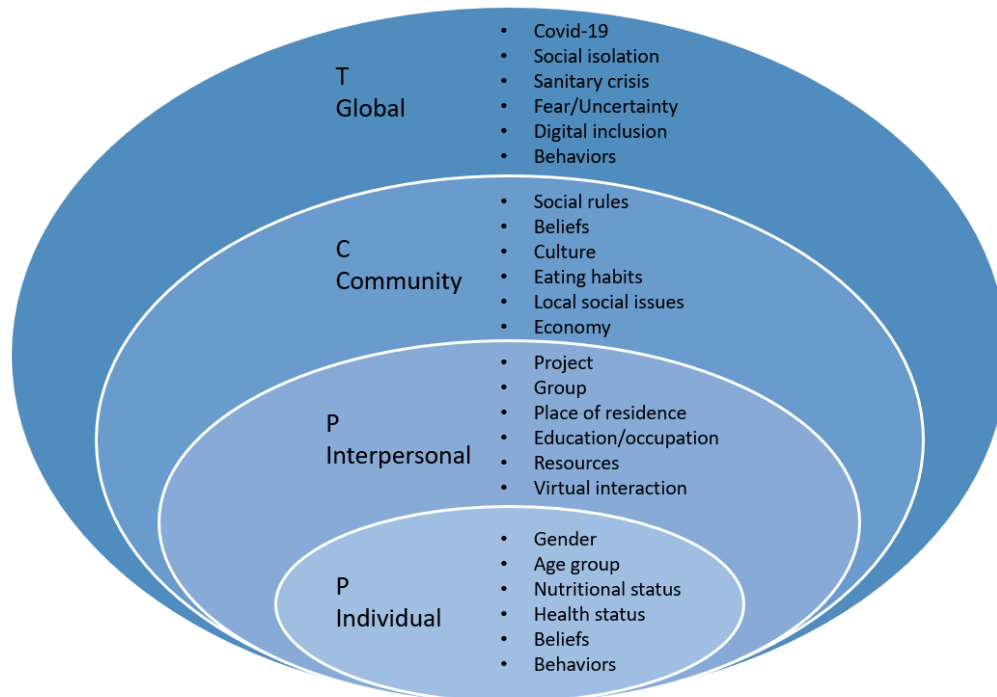 T
Global
• Covid-19
• Social isolation
• Sanitary crisis
• Fear/Uncertainty
• Digital inclusion
• Behaviors
C
Community
• Social rules
• Beliefs
• Culture
• Eating habits
• Local social issues
• Economy
P
Interpersonal
• Project
• Group
• Place of residence
• Education/occupation
• Resources
• Virtual interaction
P
Individual
• Gender
• Age group
• Nutritional status
• Health status
• Beliefs
• Behaviors